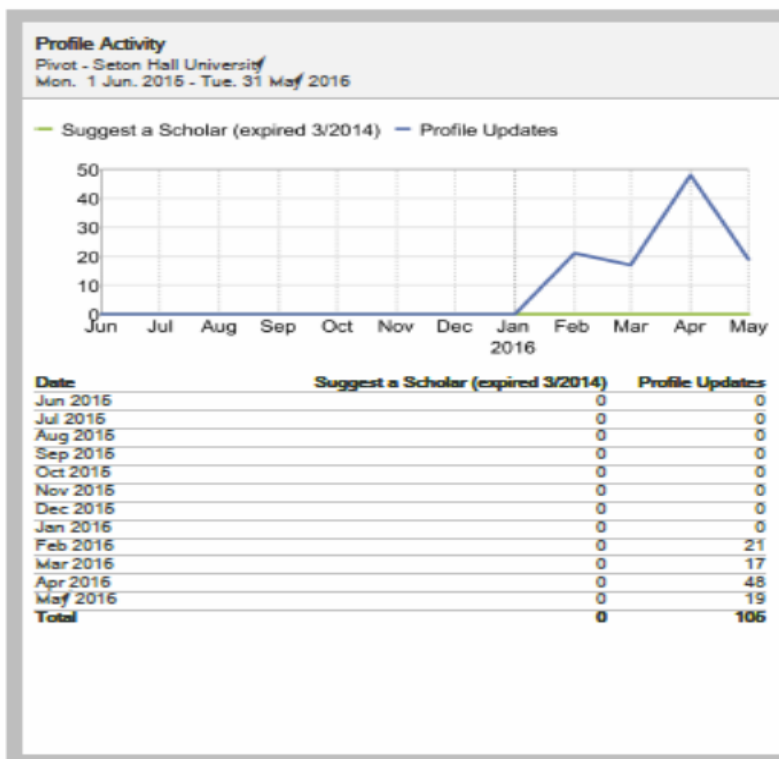 Profile Activity
Pivot - Seton Hall University
Mon. 1 Jun. 2015 - Tue. 31 May 2016
Suggest a Scholar (expired 3/2014) Profile Updates
50
40
30
20
10
0
Jun Jul Aug Sep Oct Nov Dec Jan Feb Mar Apr May
2016
Date Suggest a Scholar (expired 3/2014) Profile Updates
Jun 2015 0 0
Jul 2015 0 0
Aug 2015 0 0
Sep 2015 0 0
Oct 2015 0 0
Nov 2015 0 0
Dec 2015 0 0
Jan 2016 0 0
Feb 2016 0 21
Mar 2016 0 17
Apr 2016 0 48
May 2016 0 19
Total 0 105